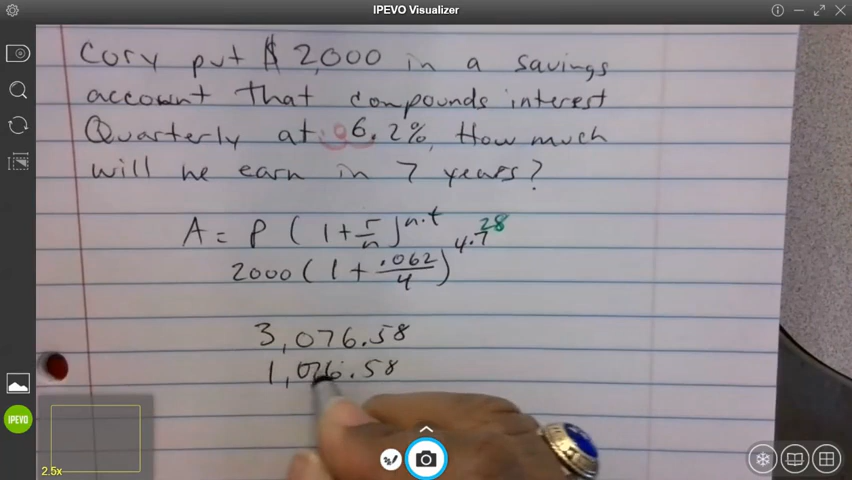 IPEVO Visualizer
Cory put $ 2,000 in a savings
account that compounds interest
Quarterly at .06.2%, How much
will he earn in 7 years?
A = P ( 1 + r/n )^n·t
2000 ( 1 + .062/4 )^4·7 28
3,076.58
1,076.58
IPEVO
2.5x